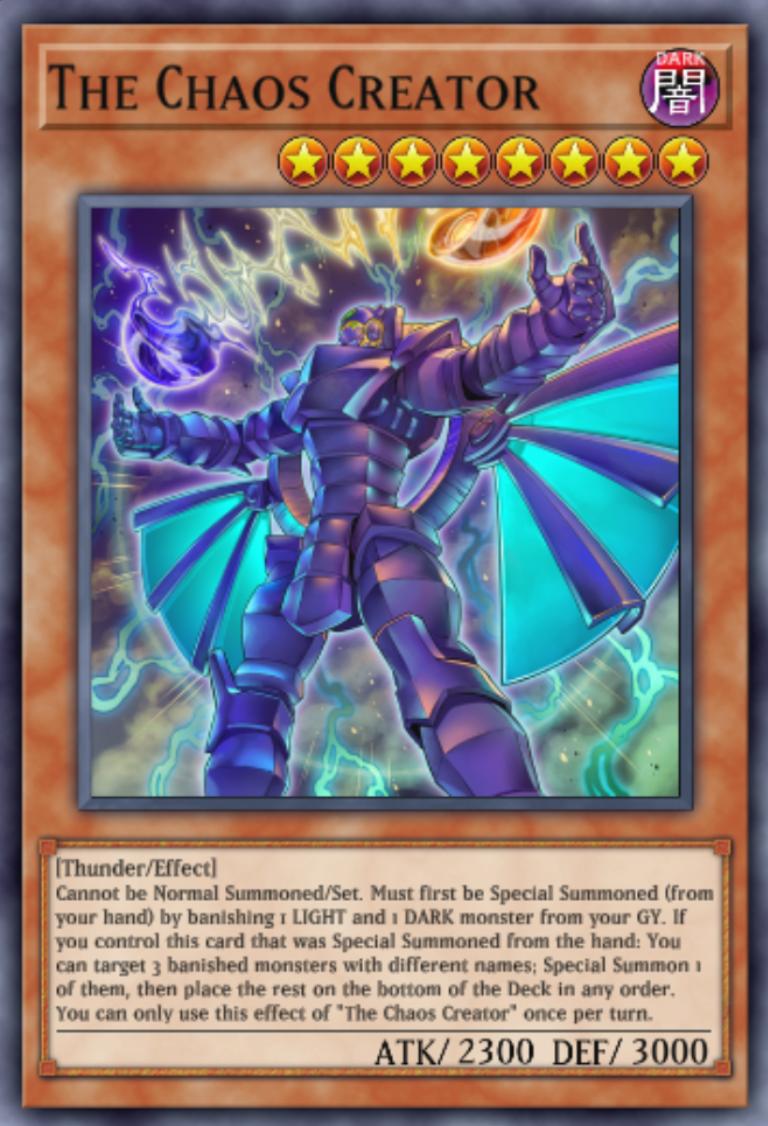 THE CHAOS CREATOR
DARK
闇
[Thunder/Effect]
Cannot be Normal Summoned/Set. Must first be Special Summoned (from
your hand) by banishing 1 LIGHT and 1 DARK monster from your GY. If
you control this card that was Special Summoned from the hand: You
can target 3 banished monsters with different names; Special Summon 1
of them, then place the rest on the bottom of the Deck in any order.
You can only use this effect of "The Chaos Creator" once per turn.
ATK/ 2300 DEF/ 3000